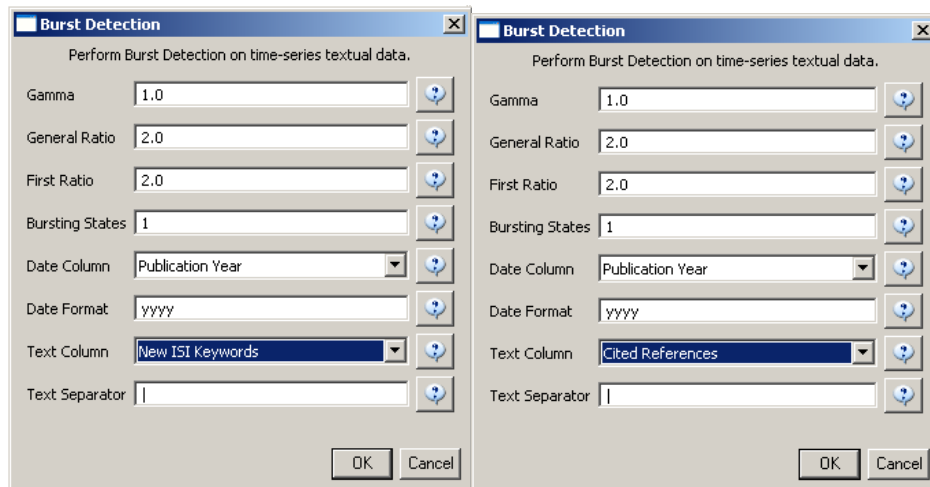 Burst Detection
Perform Burst Detection on time-series textual data.
Gamma 1.0
General Ratio 2.0
First Ratio 2.0
Bursting States 1
Date Column Publication Year
Date Format yyyy
Text Column New ISI Keywords
Text Separator |
OK Cancel
Burst Detection
Perform Burst Detection on time-series textual data.
Gamma 1.0
General Ratio 2.0
First Ratio 2.0
Bursting States 1
Date Column Publication Year
Date Format yyyy
Text Column Cited References
Text Separator |
OK Cancel